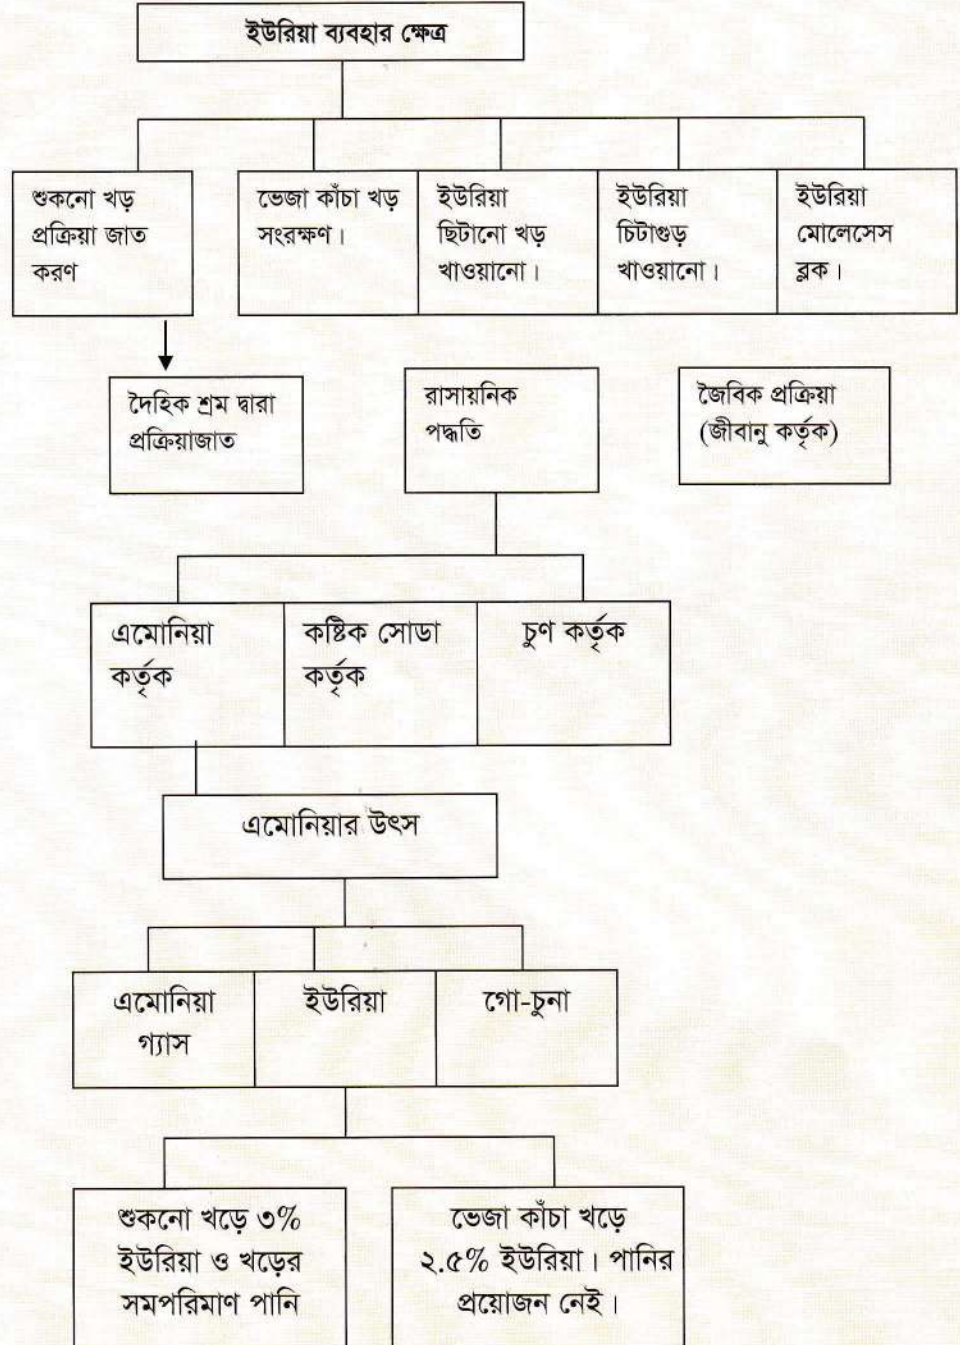 ইউরিয়া ব্যবহার ক্ষেত্র
শুকনো খড়
প্রক্রিয়া জাত
করণ
ভেজা কাঁচা খড়
সংরক্ষণ।
ইউরিয়া
ছিটানো খড়
খাওয়ানো।
ইউরিয়া
চিটাগুড়
খাওয়ানো।
ইউরিয়া
মোলেসেস
ব্লক।
দৈহিক শ্রম দ্বারা
প্রক্রিয়াজাত
রাসায়নিক
পদ্ধতি
জৈবিক প্রক্রিয়া
(জীবানু কর্তৃক)
এমোনিয়া
কর্তৃক
কষ্টিক সোডা
কর্তৃক
চুণ কর্তৃক
এমোনিয়ার উৎস
এমোনিয়া
গ্যাস
ইউরিয়া
গো-চুনা
শুকনো খড়ে ৩%
ইউরিয়া ও খড়ের
সমপরিমাণ পানি
ভেজা কাঁচা খড়ে
২.৫% ইউরিয়া। পানির
প্রয়োজন নেই।